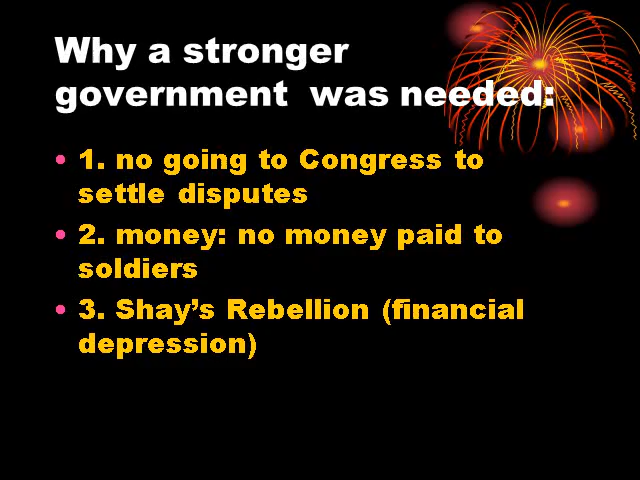 Why a stronger
government was needed:
• 1. no going to Congress to
settle disputes
• 2. money: no money paid to
soldiers
• 3. Shay’s Rebellion (financial
depression)